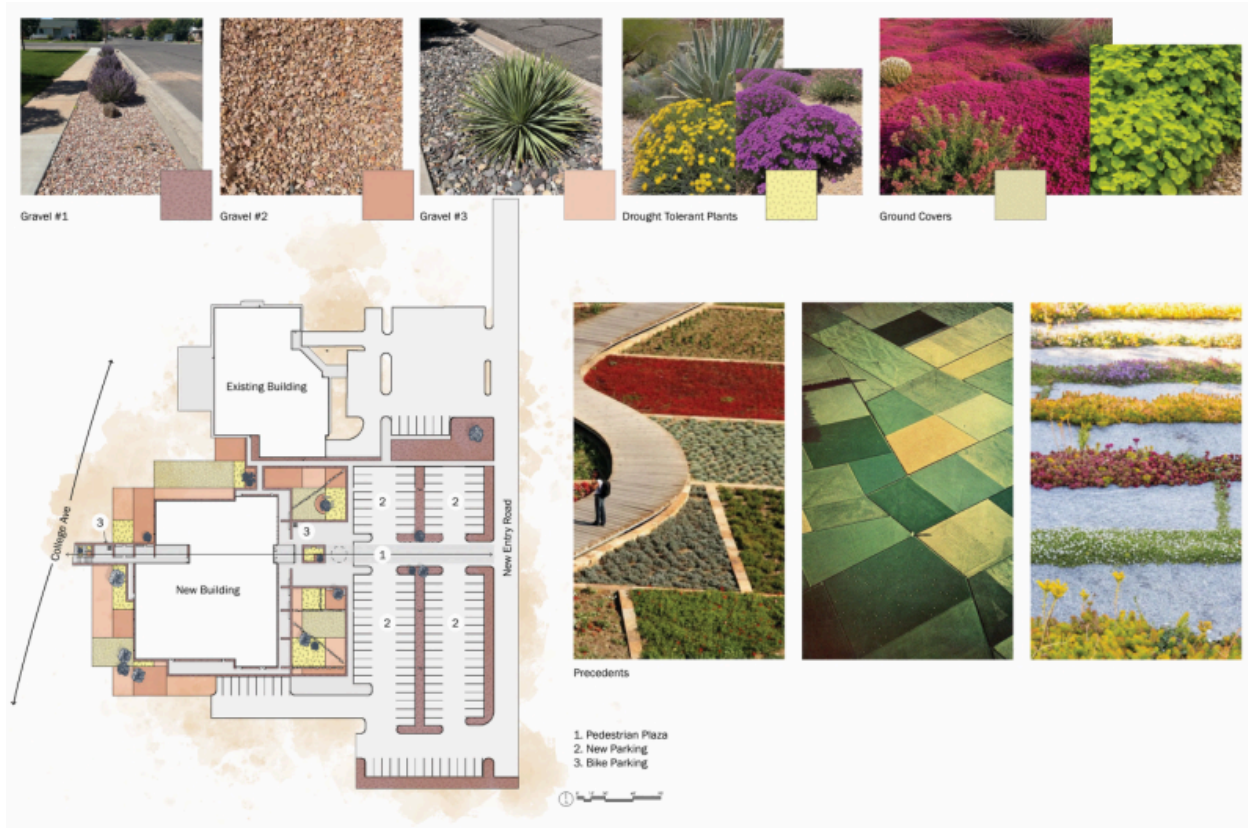 Gravel #1
Gravel #2
Gravel #3
Drought Tolerant Plants
Ground Covers
Existing Building
College Ave
3
2
2
3
1
New Entry Road
New Building
2
2
Precedents
1. Pedestrian Plaza
2. New Parking
3. Bike Parking